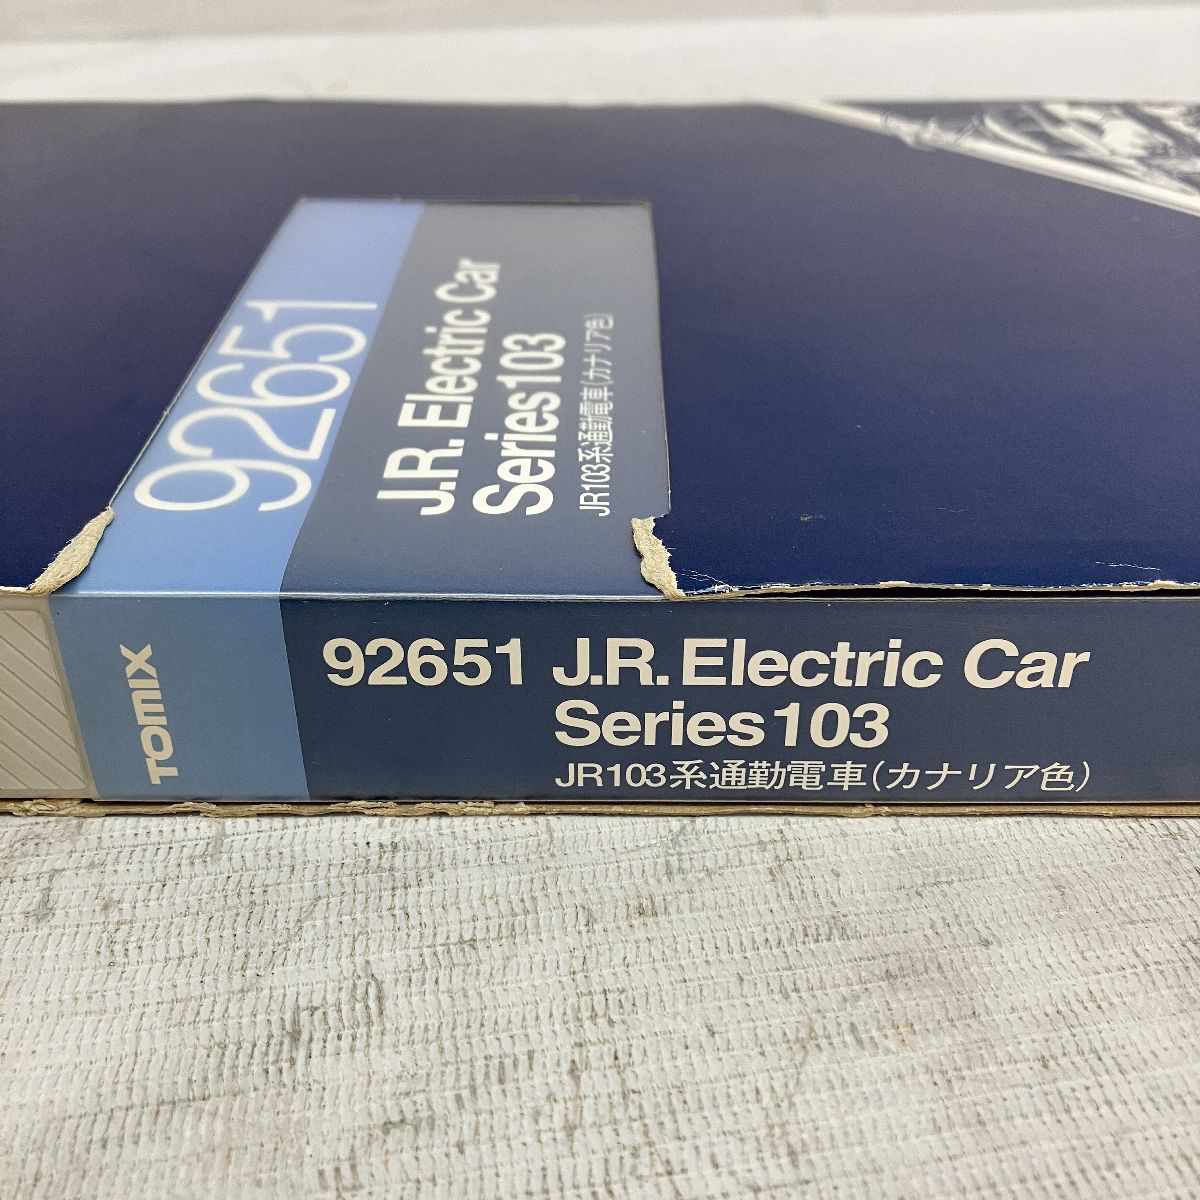 92651
J.R. Electric Car
Series103
JR103系通勤電車(カナリア色)
TOMIX
92651 J.R. Electric Car
Series103
JR103系通勤電車(カナリア色)